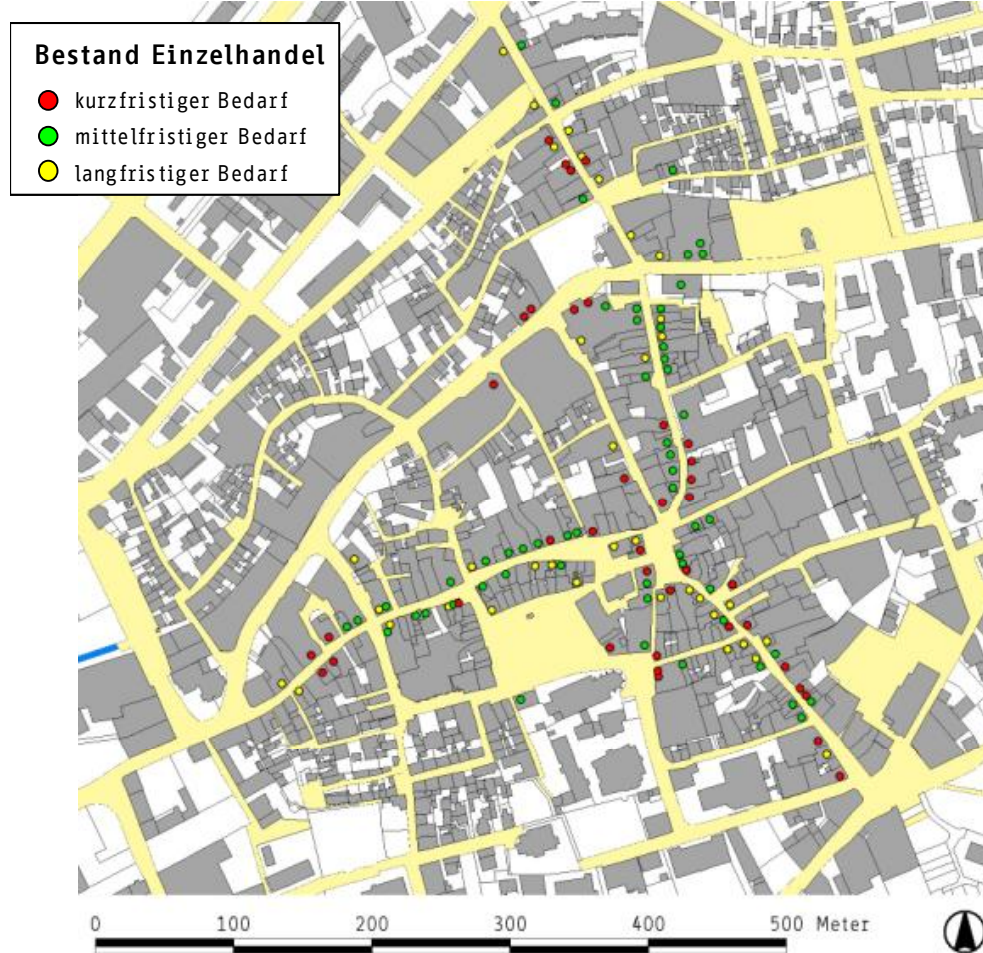 Bestand Einzelhandel
kurzfristiger Bedarf
mittelfristiger Bedarf
langfristiger Bedarf
0 100 200 300 400 500 Meter